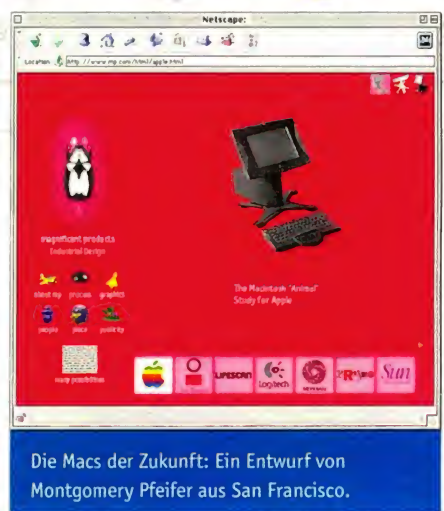 Netscape:
Location: http://www.mp.com/html/apple.html
magnificent products
Industrial Design
about mp process graphics
people place publicity
many possibilities
The Macintosh "Animal"
Study for Apple
LIFESCAN
Logitech
Sun
Die Macs der Zukunft: Ein Entwurf von
Montgomery Pfeifer aus San Francisco.